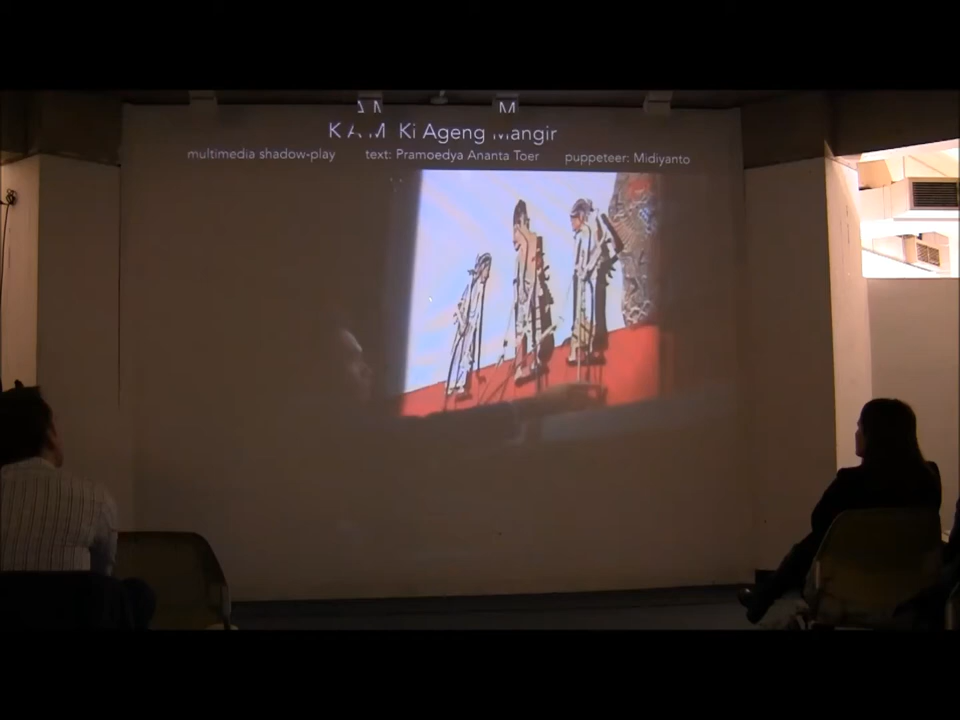 A M M
K A M Ki Ageng Mangir
multimedia shadow-play text: Pramoedya Ananta Toer puppeteer: Midiyanto